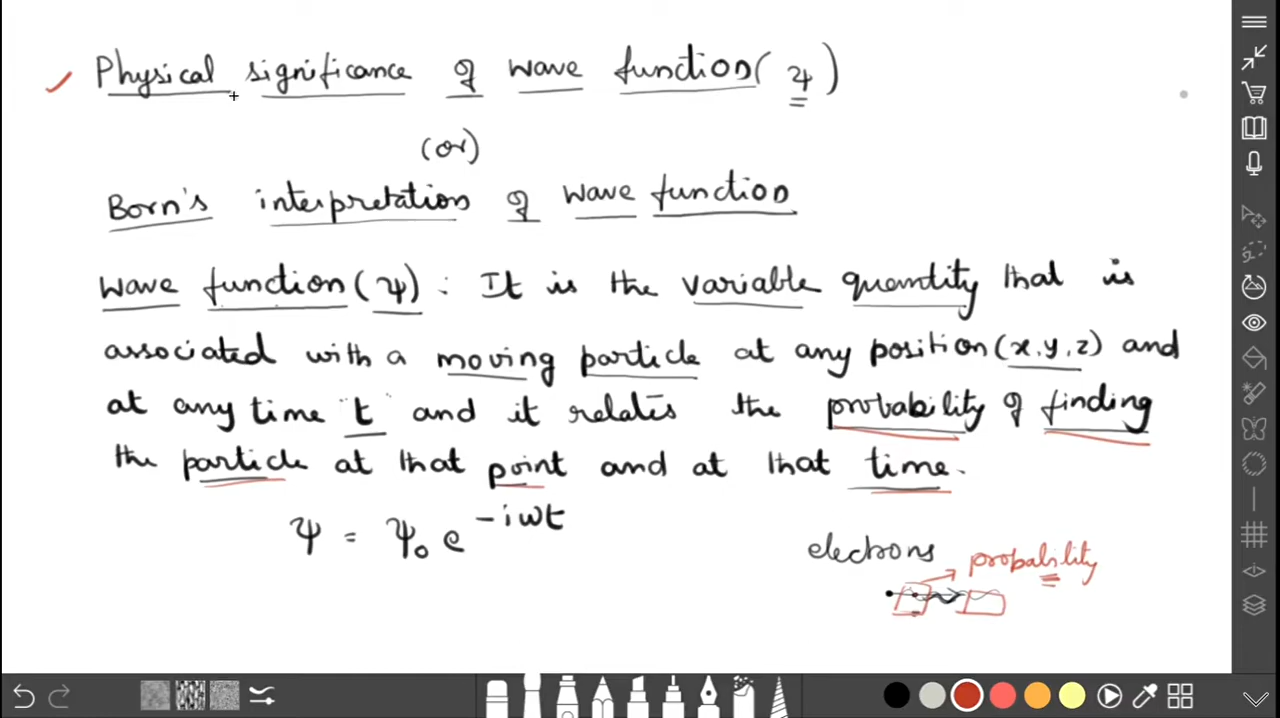 Physical significance of wave function (ψ)
(or)
Born's interpretation of wave function
wave function (ψ) : It is the variable quantity that is
associated with a moving particle at any position (x, y, z) and
at any time 't' and it relates the probability of finding
the particle at that point and at that time.
ψ = ψ₀ e^-iωt
electrons
probability